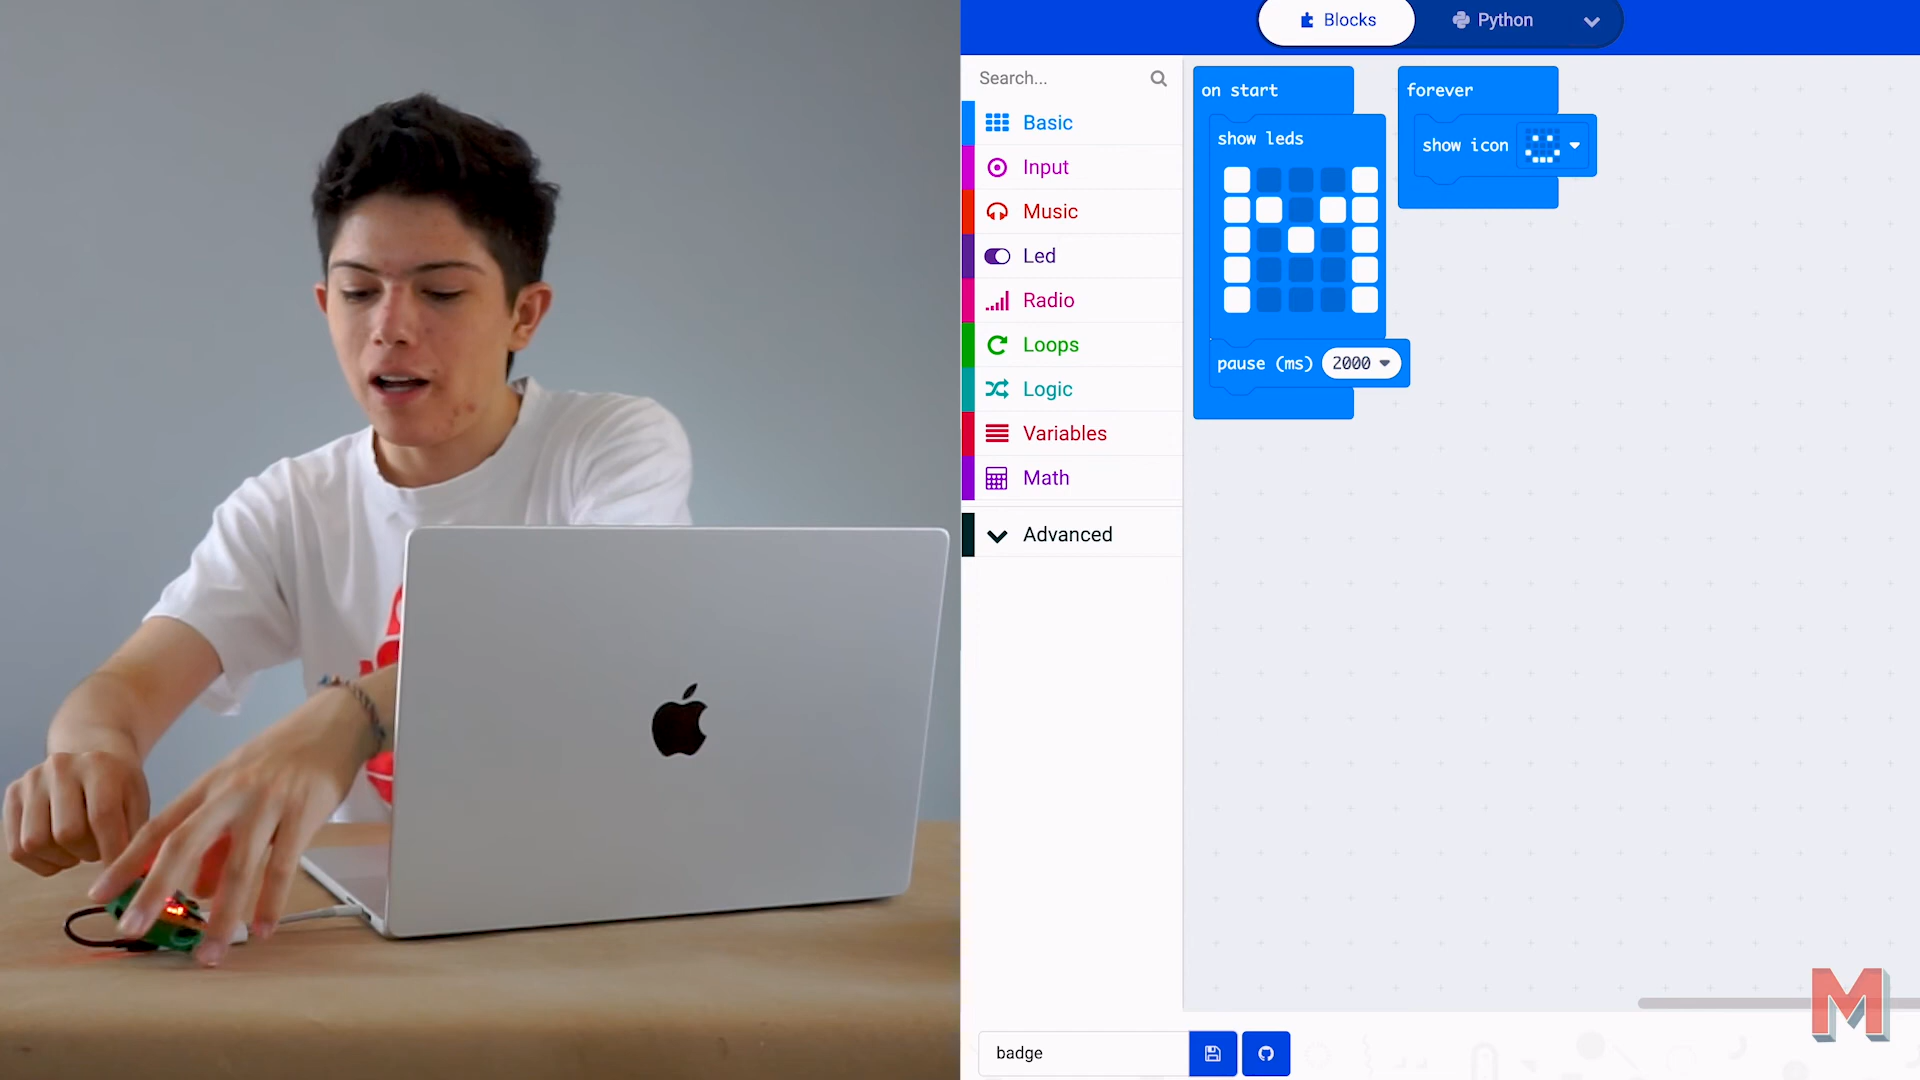 Blocks
Python
Search...
Basic
Input
Music
Led
Radio
Loops
Logic
Variables
Math
Advanced
on start
show leds
pause (ms) 2000
forever
show icon
badge
M